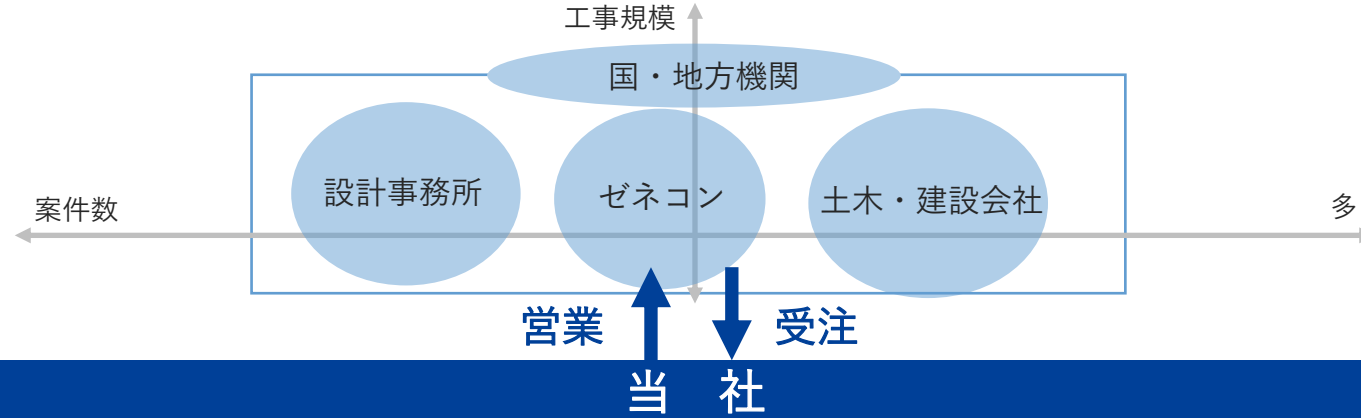 工事規模
国・地方機関
設計事務所
ゼネコン
土木・建設会社
案件数
多
営業
受注
当　社